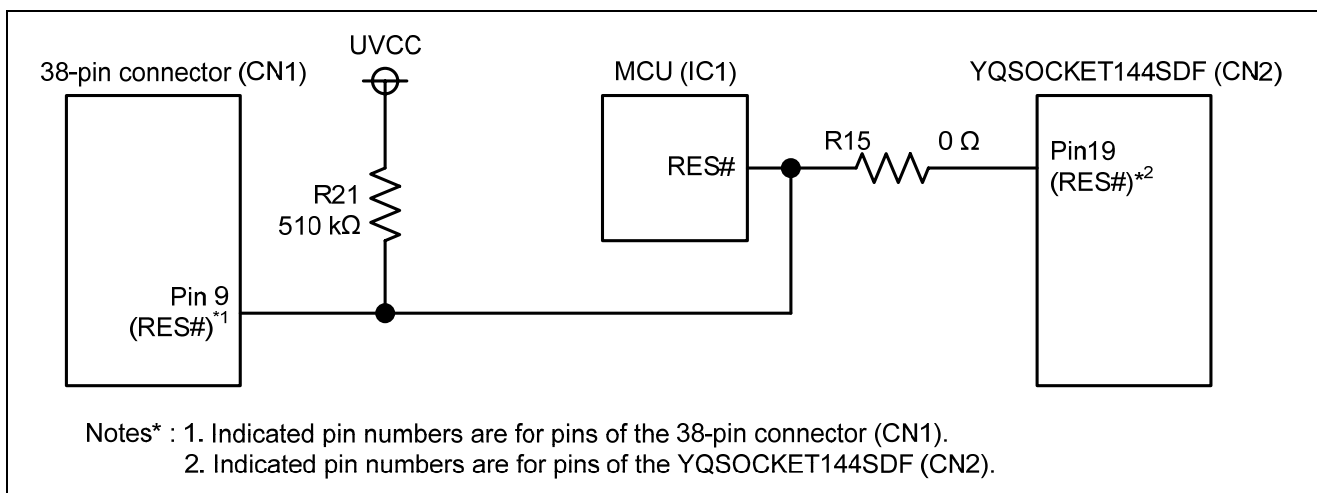 UVCC
38-pin connector (CN1)
MCU (IC1)
YQSOCKET144SDF (CN2)
R15
0 Ω
RES#
Pin19
(RES#)*2
R21
510 kΩ
Pin 9
(RES#)*1
Notes* : 1. Indicated pin numbers are for pins of the 38-pin connector (CN1).
2. Indicated pin numbers are for pins of the YQSOCKET144SDF (CN2).